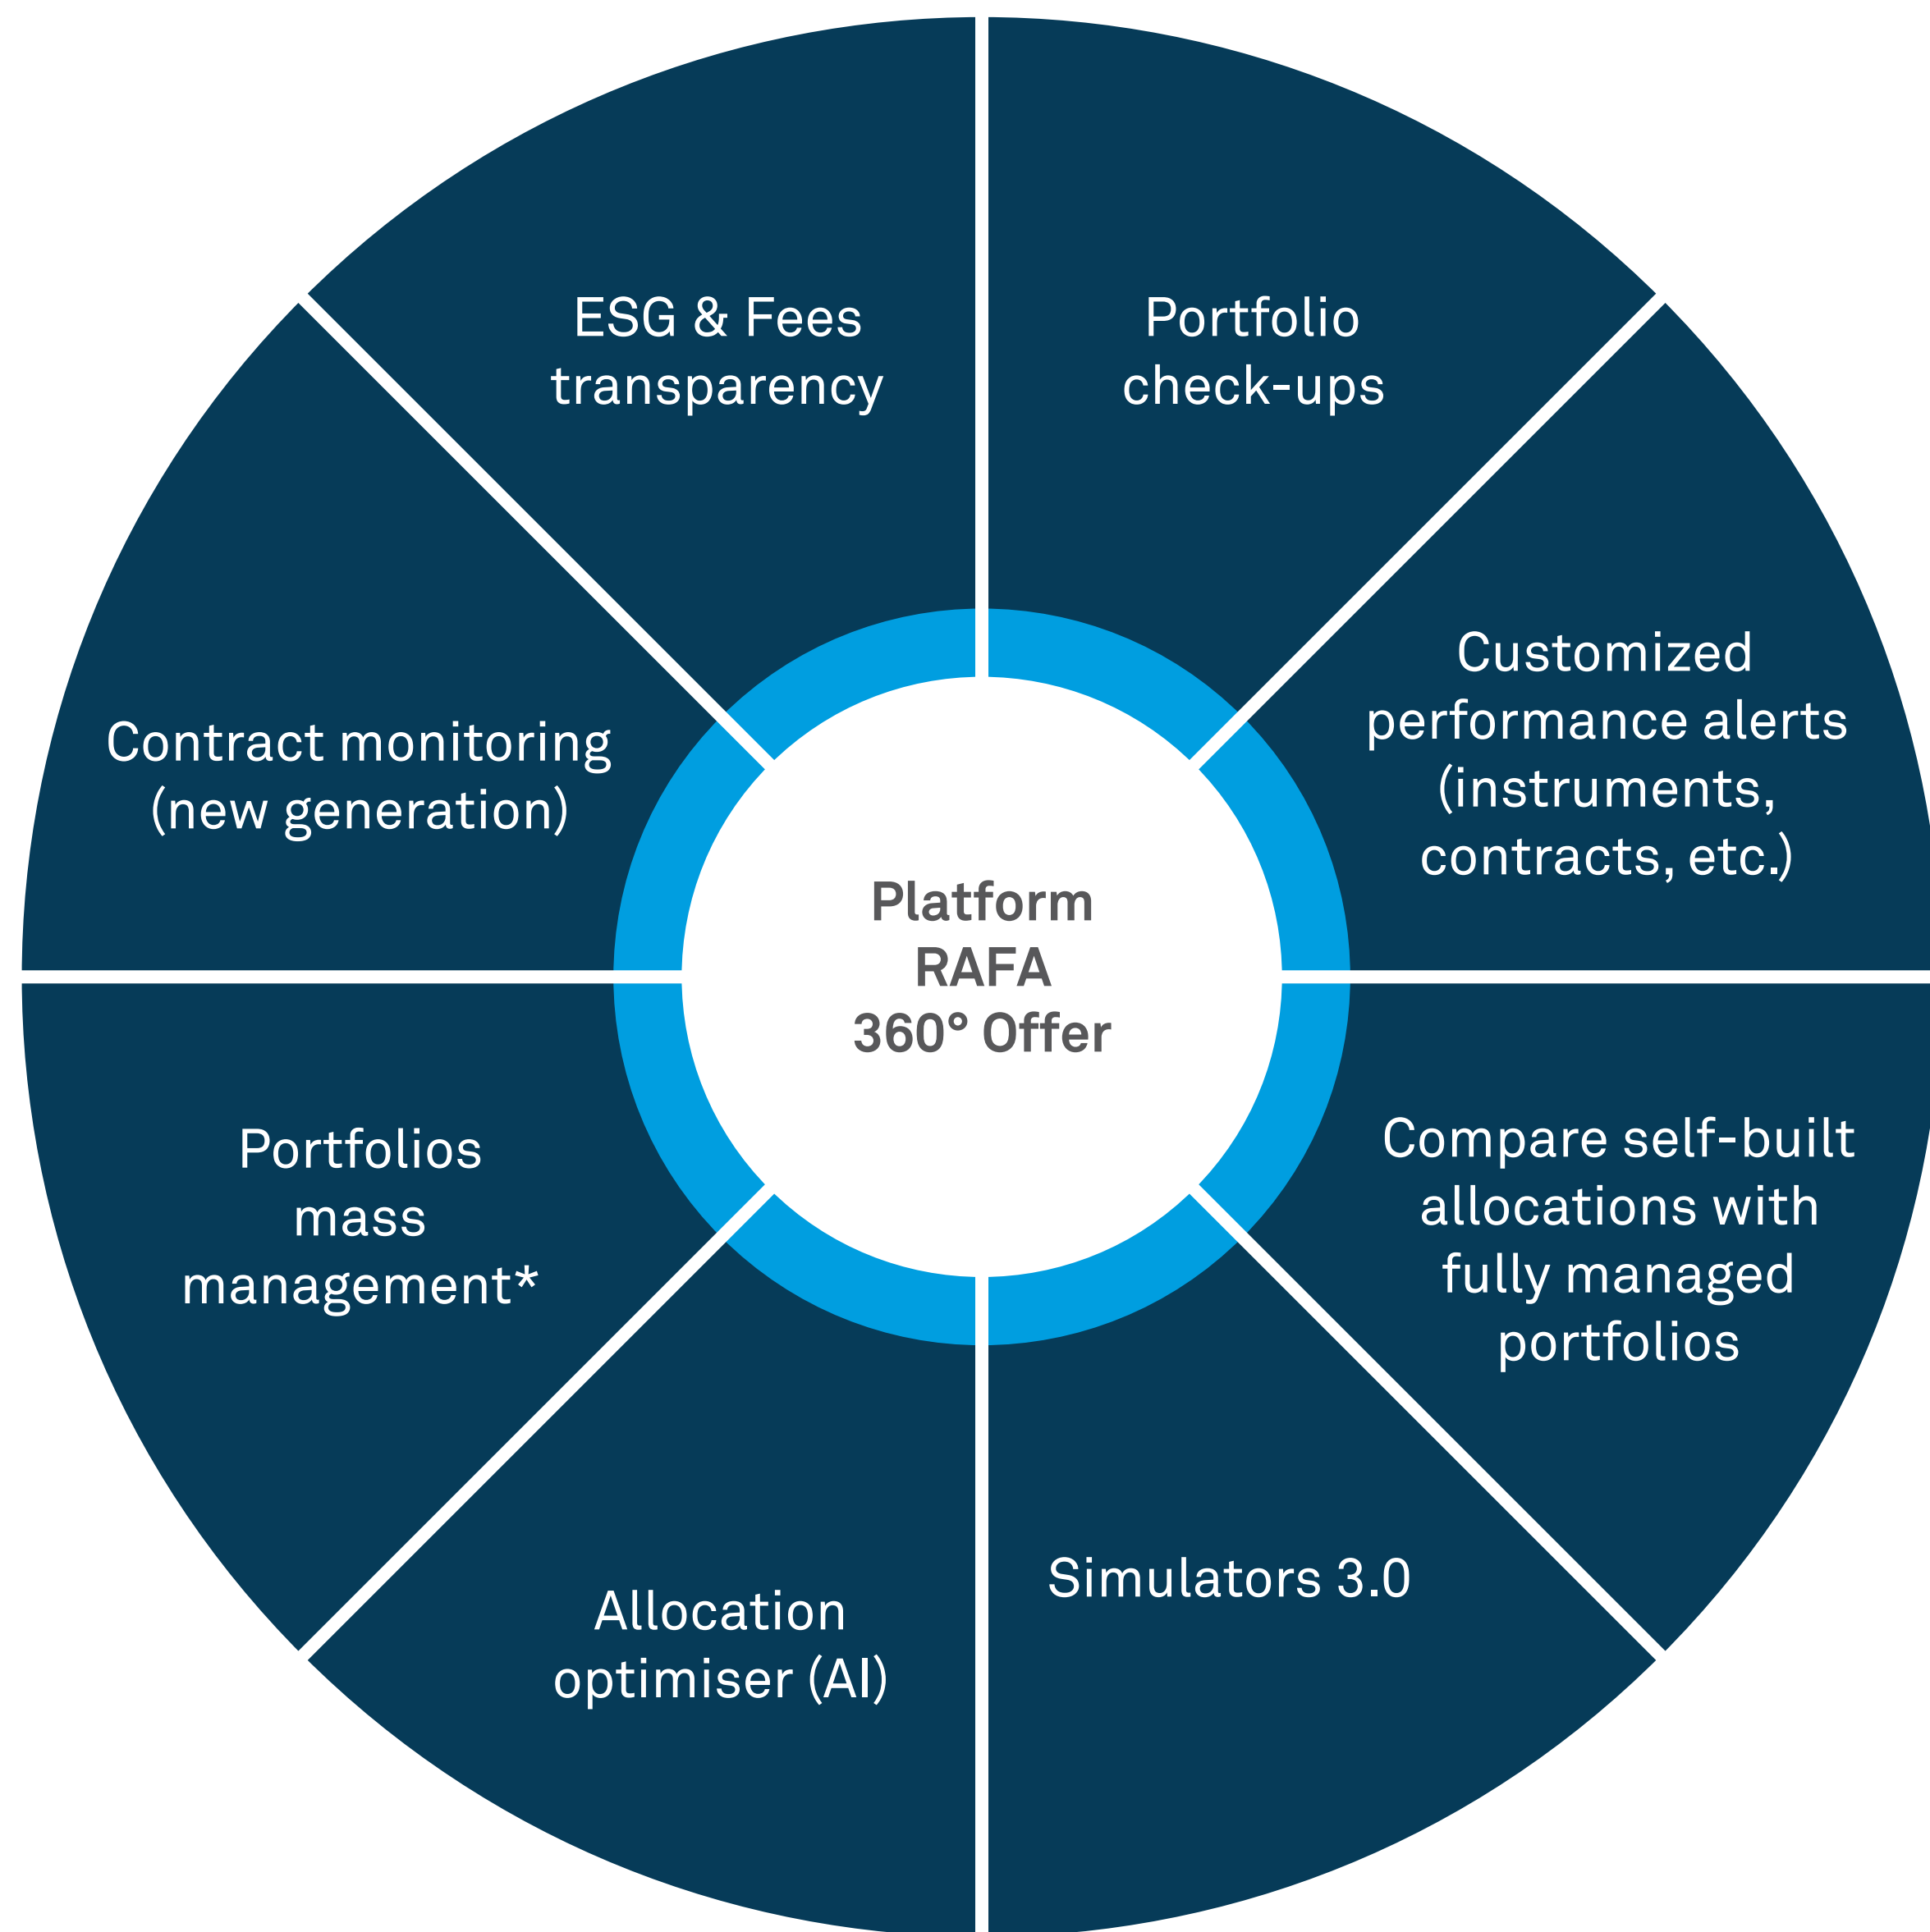 ESG & Fees
transparency
Portfolio
check-ups
Customized
performance alerts
(instruments,
contracts, etc.)
Contract monitoring
(new generation)
Platform
RAFA
360° Offer
Portfolios
mass
management*
Compare self-built
allocations with
fully managed
portfolios
Allocation
optimiser (AI)
Simulators 3.0